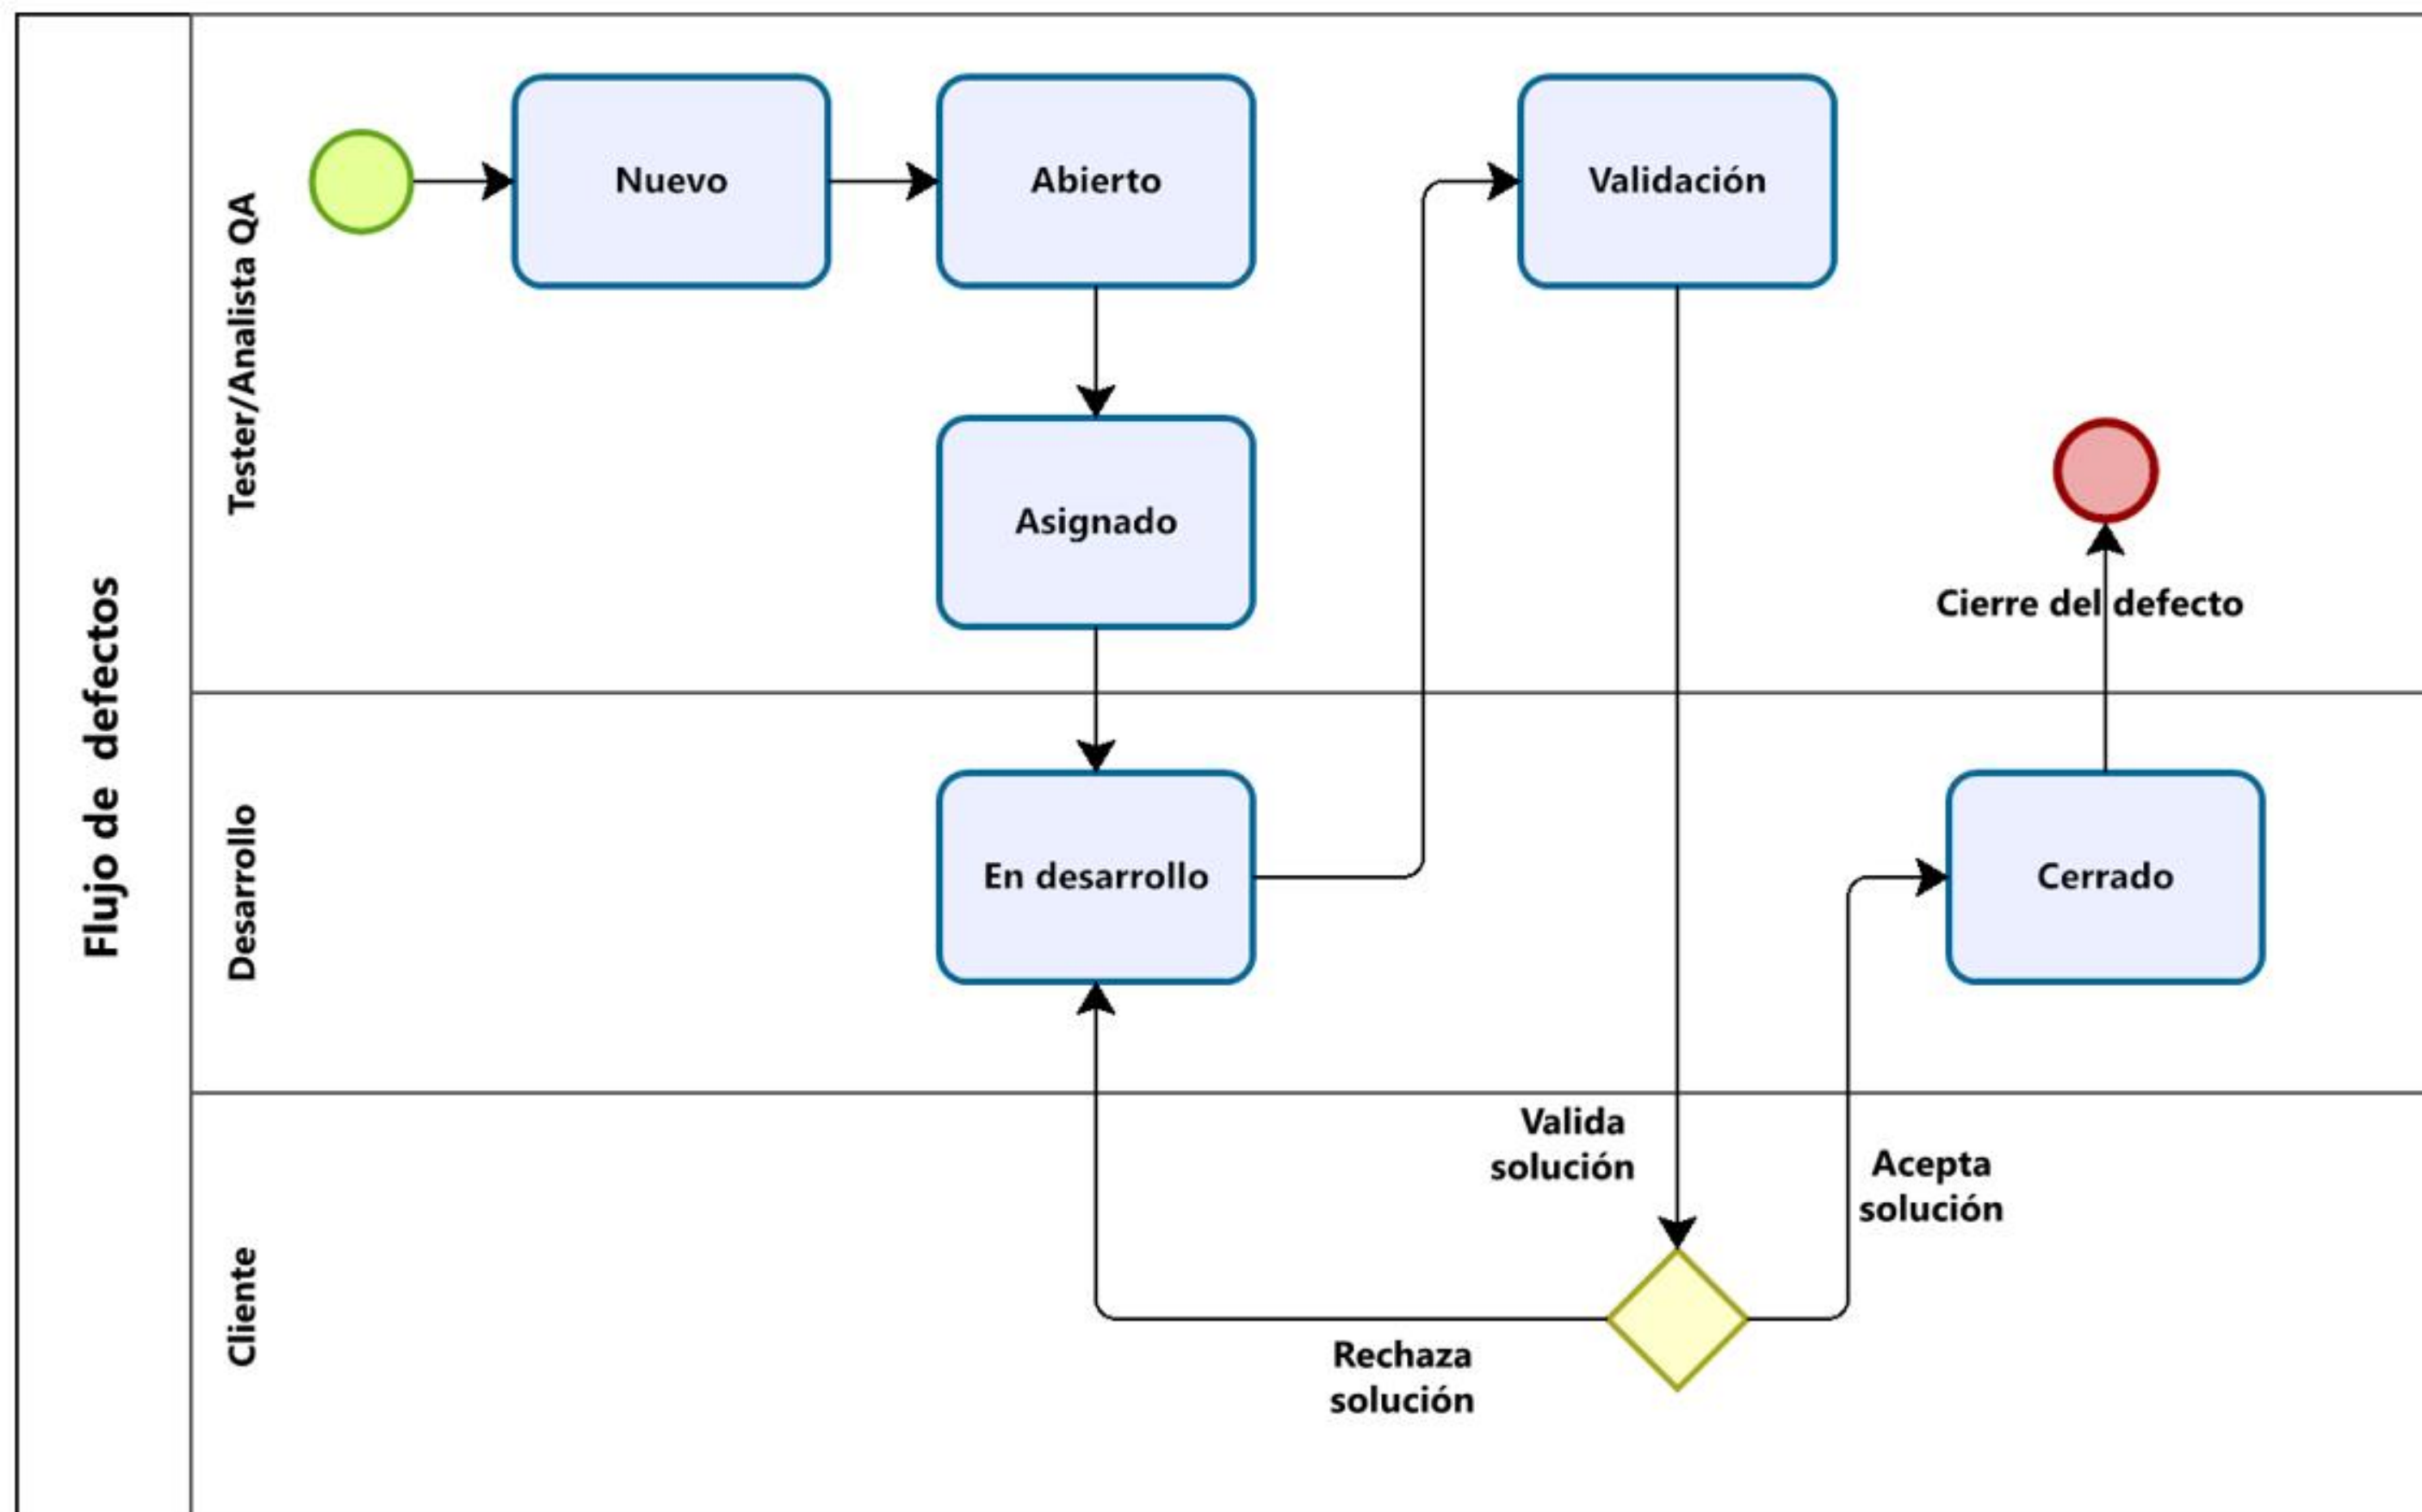 Flujo de defectos
Tester/Analista QA
Nuevo
Abierto
Validación
Asignado
Cierre del defecto
Desarrollo
En desarrollo
Cerrado
Cliente
Valida
solución
Acepta
solución
Rechaza
solución